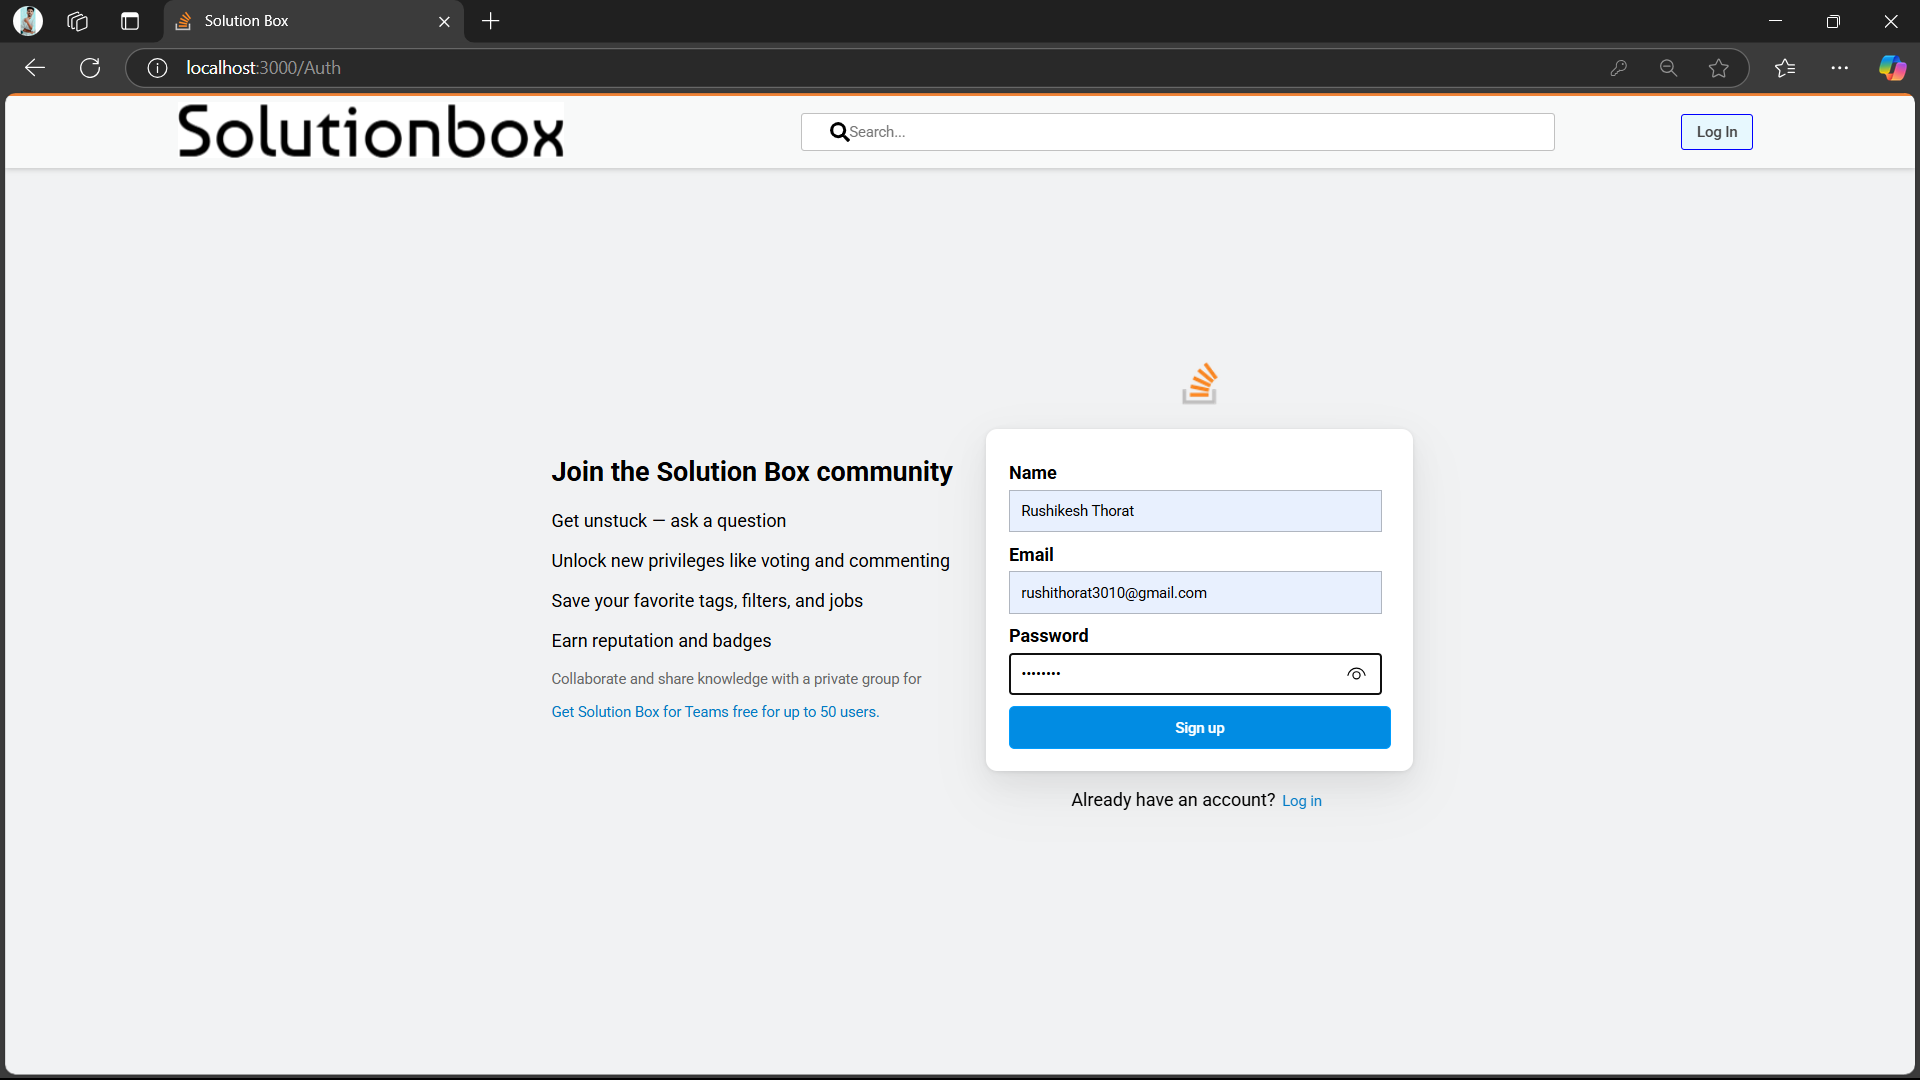 Solution Box
localhost:3000/Auth
Solutionbox
Search...
Log In
Join the Solution Box community
Get unstuck — ask a question
Unlock new privileges like voting and commenting
Save your favorite tags, filters, and jobs
Earn reputation and badges
Collaborate and share knowledge with a private group for
Get Solution Box for Teams free for up to 50 users.
Name
Rushikesh Thorat
Email
rushithorat3010@gmail.com
Password
••••••••
Sign up
Already have an account? Log in